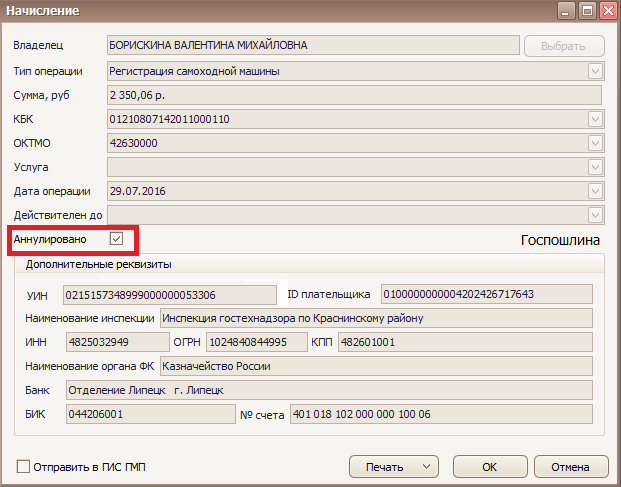 Начисление
Владелец БОРИСКИНА ВАЛЕНТИНА МИХАЙЛОВНА Выбрать
Тип операции Регистрация самоходной машины
Сумма, руб 2 350,06 р.
КБК 01210807142011000110
ОКТМО 42630000
Услуга
Дата операции 29.07.2016
Действителен до
Аннулировано Госпошлина
Дополнительные реквизиты
УИН 0215157348999000000053306 ID плательщика 0100000000004202426717643
Наименование инспекции Инспекция гостехнадзора по Краснинскому району
ИНН 4825032949 ОГРН 1024840844995 КПП 482601001
Наименование органа ФК Казначейство России
Банк Отделение Липецк г. Липецк
БИК 044206001 № счета 401 018 102 000 000 100 06
Отправить в ГИС ГМП Печать OK Отмена